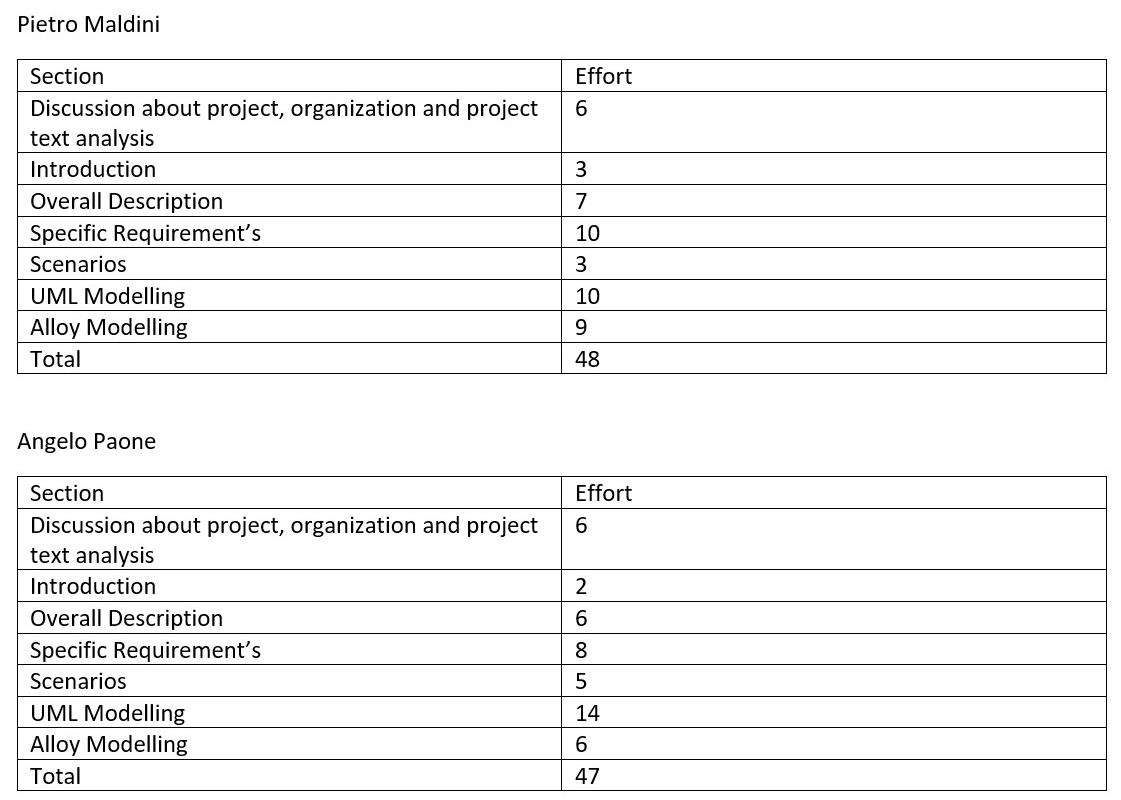 Pietro Maldini
Section Effort
Discussion about project, organization and project 6
text analysis
Introduction 3
Overall Description 7
Specific Requirement’s 10
Scenarios 3
UML Modelling 10
Alloy Modelling 9
Total 48
Angelo Paone
Section Effort
Discussion about project, organization and project 6
text analysis
Introduction 2
Overall Description 6
Specific Requirement’s 8
Scenarios 5
UML Modelling 14
Alloy Modelling 6
Total 47